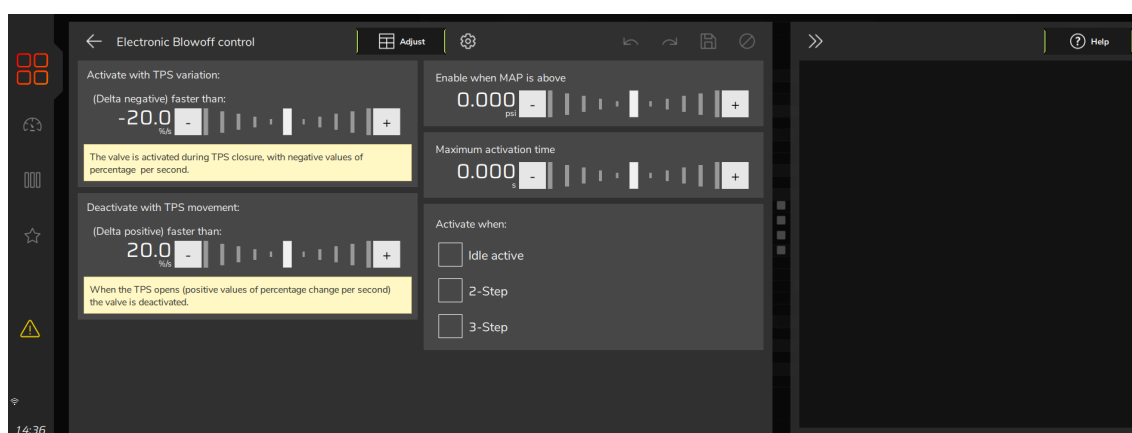 Electronic Blowoff control
Adjust
Help
Activate with TPS variation:
(Delta negative) faster than:
-20.0
%/s
-
+
The valve is activated during TPS closure, with negative values of
percentage per second.
Deactivate with TPS movement:
(Delta positive) faster than:
20.0
%/s
-
+
When the TPS opens (positive values of percentage change per second)
the valve is deactivated.
Enable when MAP is above
0.000
psi
-
+
Maximum activation time
0.000
s
-
+
Activate when:
Idle active
2-Step
3-Step
14:36